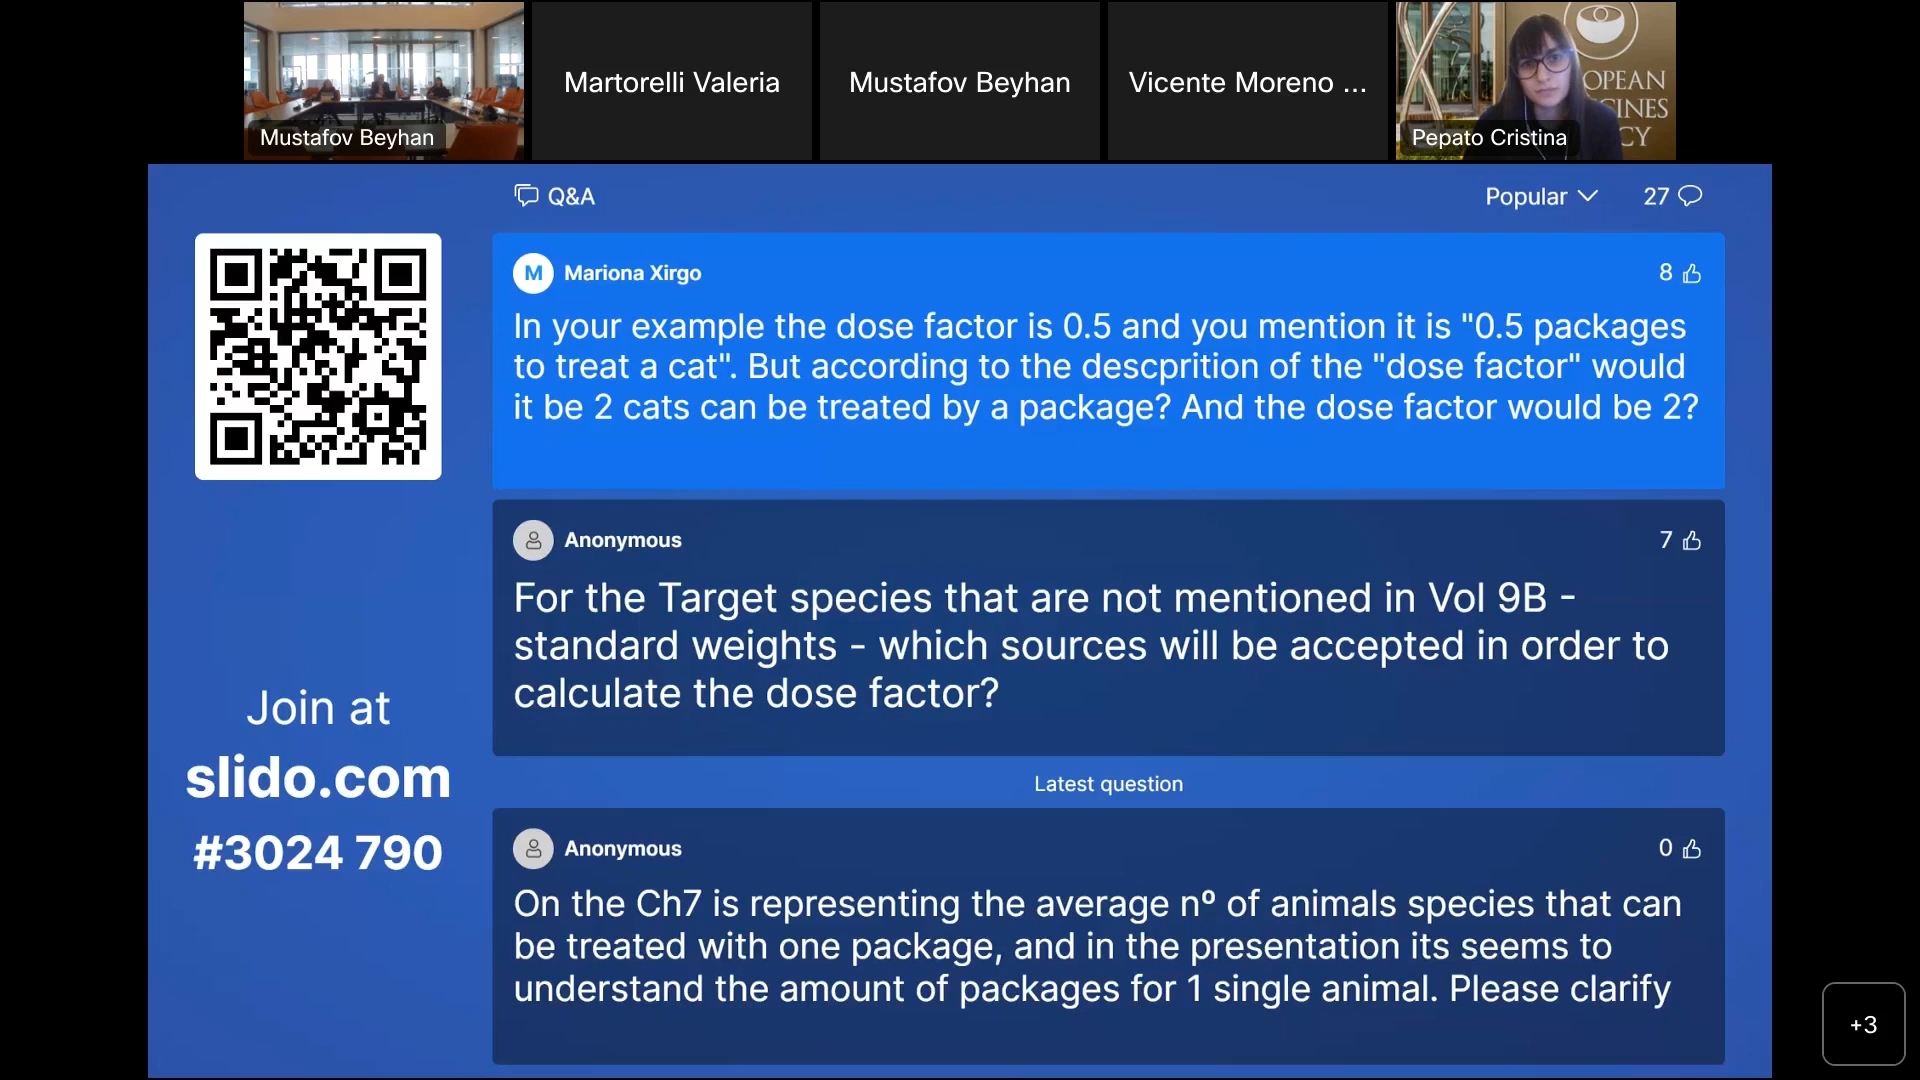 Martorelli Valeria
Mustafov Beyhan
Vicente Moreno ...
OPEAN
CINES
CY
Mustafov Beyhan
Pepato Cristina
Q&A
Popular
27
M
Mariona Xirgo
8
In your example the dose factor is 0.5 and you mention it is "0.5 packages
to treat a cat". But according to the descprition of the "dose factor" would
it be 2 cats can be treated by a package? And the dose factor would be 2?
Anonymous
7
For the Target species that are not mentioned in Vol 9B -
standard weights - which sources will be accepted in order to
calculate the dose factor?
Join at
slido.com
#3024 790
Latest question
Anonymous
0
On the Ch7 is representing the average nº of animals species that can
be treated with one package, and in the presentation its seems to
understand the amount of packages for 1 single animal. Please clarify
+3